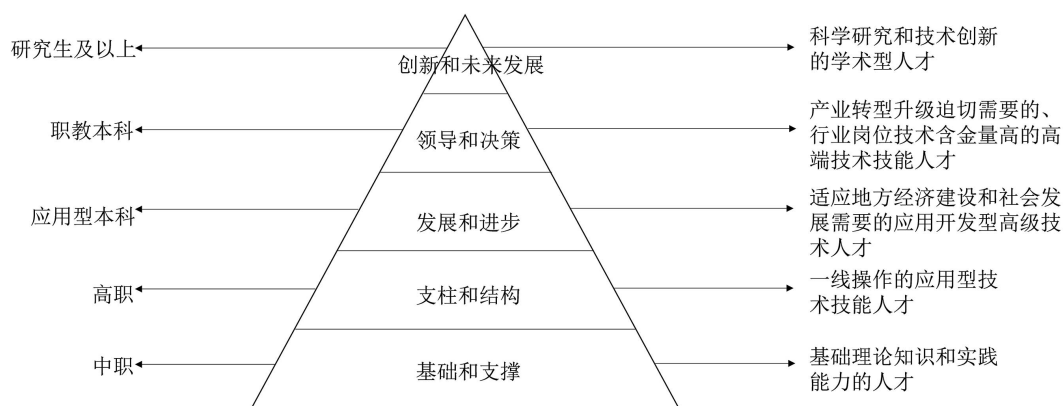 研究生及以上
创新和未来发展
科学研究和技术创新
的学术型人才
职教本科
领导和决策
产业转型升级迫切需要的、
行业岗位技术含金量高的高
端技术技能人才
应用型本科
发展和进步
适应地方经济建设和社会发
展需要的应用开发型高级技
术人才
高职
支柱和结构
一线操作的应用型技
术技能人才
中职
基础和支撑
基础理论知识和实践
能力的人才